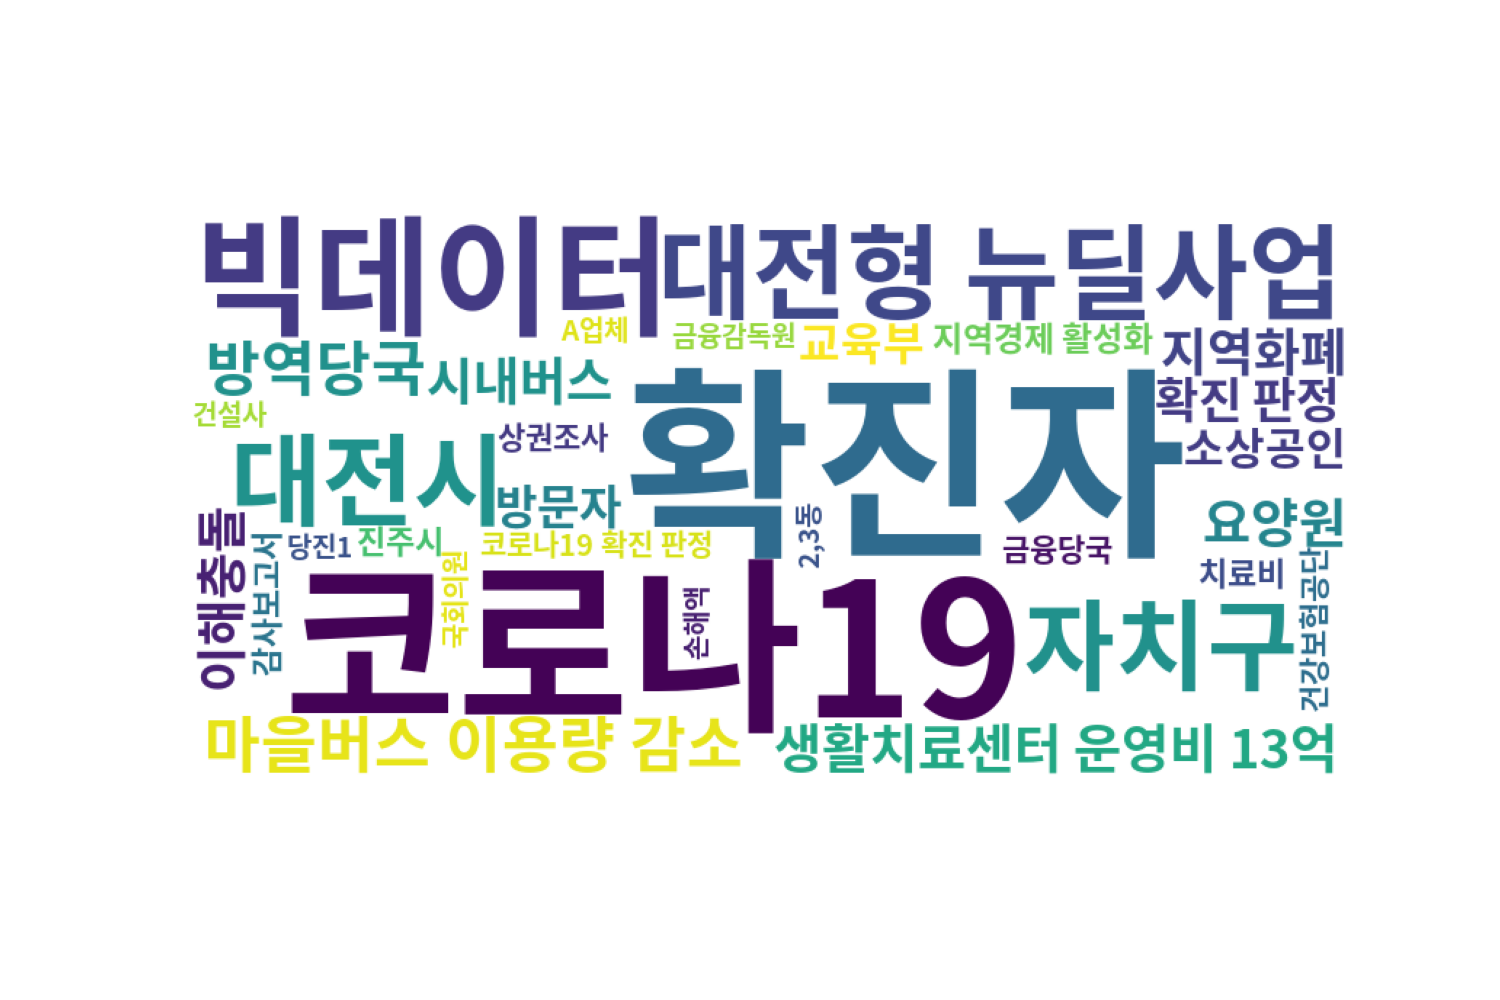 빅데이터
대전형 뉴딜사업
A업체
금융감독원
교육부
지역경제 활성화
지역화폐
방역당국
시내버스
확진자
확진 판정
건설사
상권조사
소상공인
대전시
방문자
요양원
이해충돌
감사보고서
당진1
진주시
코로나19 확진 판정
2,3동
금융당국
국회의원
치료비
건강보험공단
코로나19
손해액
자치구
마을버스 이용량 감소
생활치료센터 운영비 13억